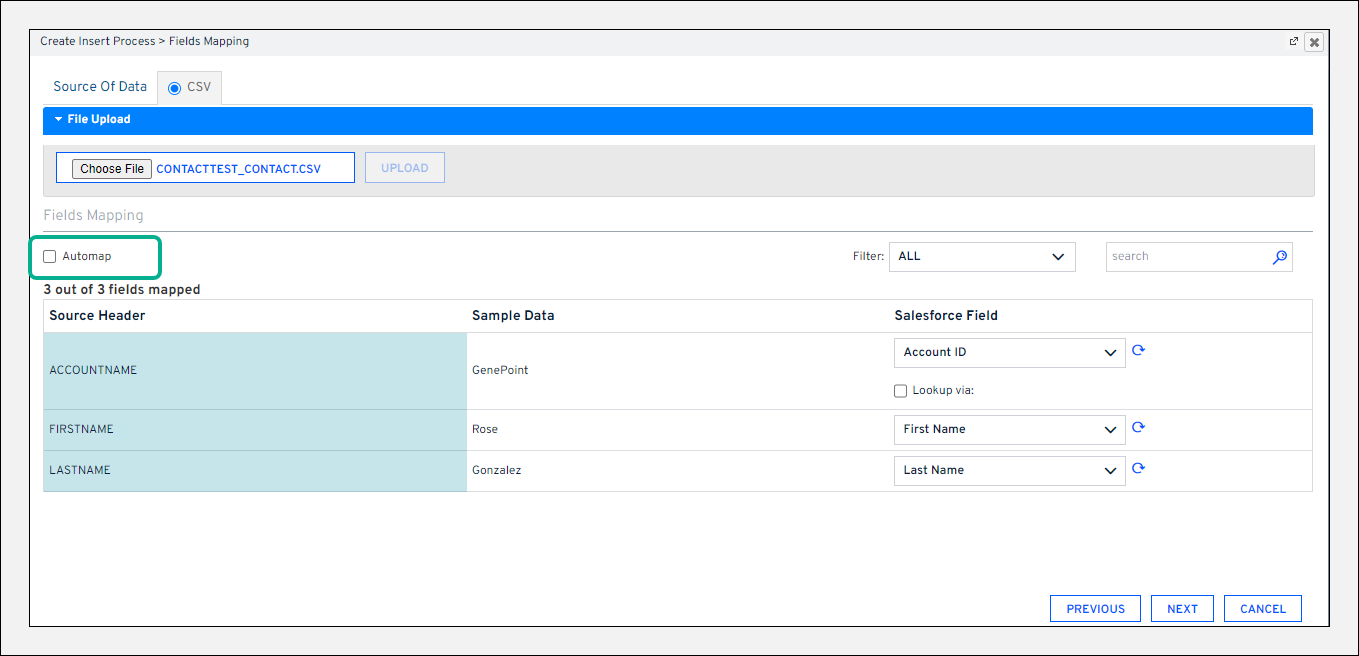 Create Insert Process > Fields Mapping
Source Of Data CSV
File Upload
Choose File CONTACTTEST_CONTACT.CSV UPLOAD
Fields Mapping
Automap Filter: ALL search
3 out of 3 fields mapped
Source Header Sample Data Salesforce Field
ACCOUNTNAME GenePoint Account ID
Lookup via:
FIRSTNAME Rose First Name
LASTNAME Gonzalez Last Name
PREVIOUS NEXT CANCEL